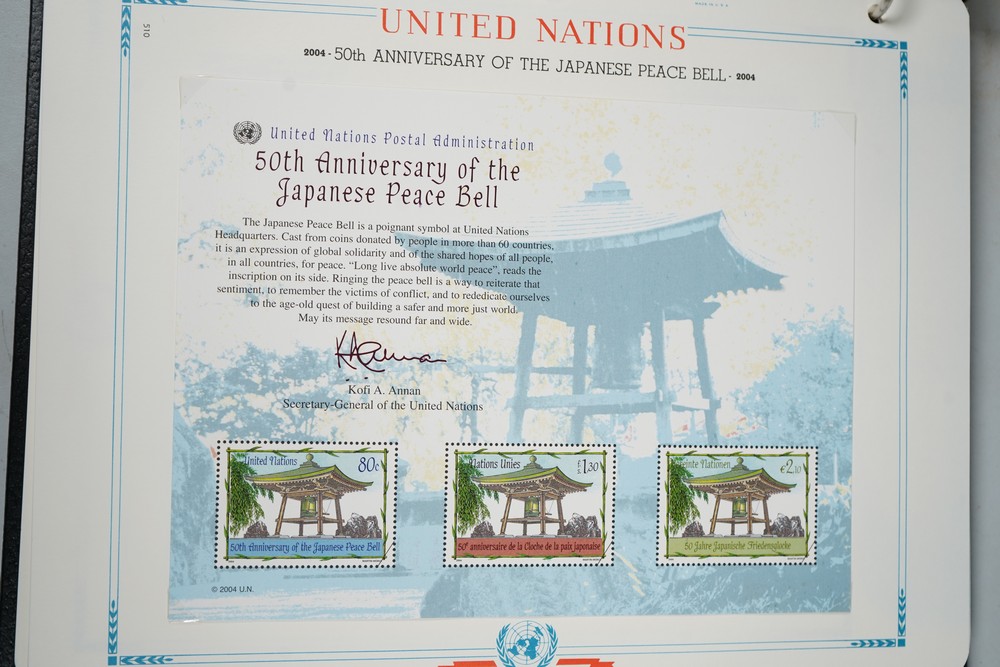 MADE IN U.S.A.
510
UNITED NATIONS
2004 - 50th ANNIVERSARY OF THE JAPANESE PEACE BELL - 2004
United Nations Postal Administration
50th Anniversary of the
Japanese Peace Bell
The Japanese Peace Bell is a poignant symbol at United Nations
Headquarters. Cast from coins donated by people in more than 60 countries,
it is an expression of global solidarity and of the shared hopes of all people,
in all countries, for peace. “Long live absolute world peace”, reads the
inscription on its side. Ringing the peace bell is a way to reiterate that
sentiment, to remember the victims of conflict, and to rededicate ourselves
to the age-old quest of building a safer and more just world.
May its message resound far and wide.
Kofi A. Annan
Secretary-General of the United Nations
United Nations 80c
50th Anniversary of the Japanese Peace Bell
Nations Unies 1,30
50e anniversaire de la Cloche de la paix japonaise
Nationen €2,10
50 Jahre Japanische Friedensglocke
© 2004 U.N.